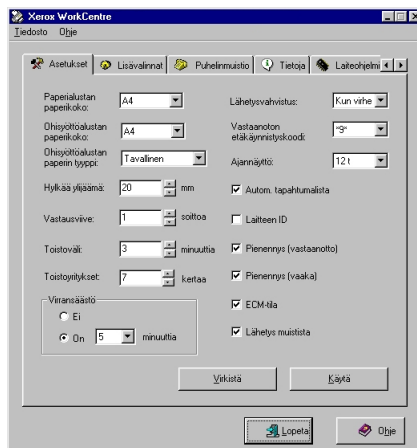 Xerox WorkCentre
Tiedosto Ohje
Asetukset Lisävalinnat Puhelinmuistio Tietoja Laiteohjelmi
Paperialustan paperikoko: A4
Ohisyöttöalustan paperikoko: A4
Ohisyöttöalustan paperin tyyppi: Tavallinen
Hylkää ylijäämä: 20 mm
Vastausviive: 1 soittoa
Toistoväli: 3 minuuttia
Toistoyritykset: 7 kertaa
Virransäästö
Ei
On 5 minuuttia
Lähetysvahvistus: Kun virhe
Vastaanoton etäkäynnistyskoodi: *9*
Ajannäyttö: 12 t
Autom. tapahtumalista
Laitteen ID
Pienennys (vastaanotto)
Pienennys (vaaka)
ECM-tila
Lähetys muistista
Virkistä Käytä
Lopeta Ohje